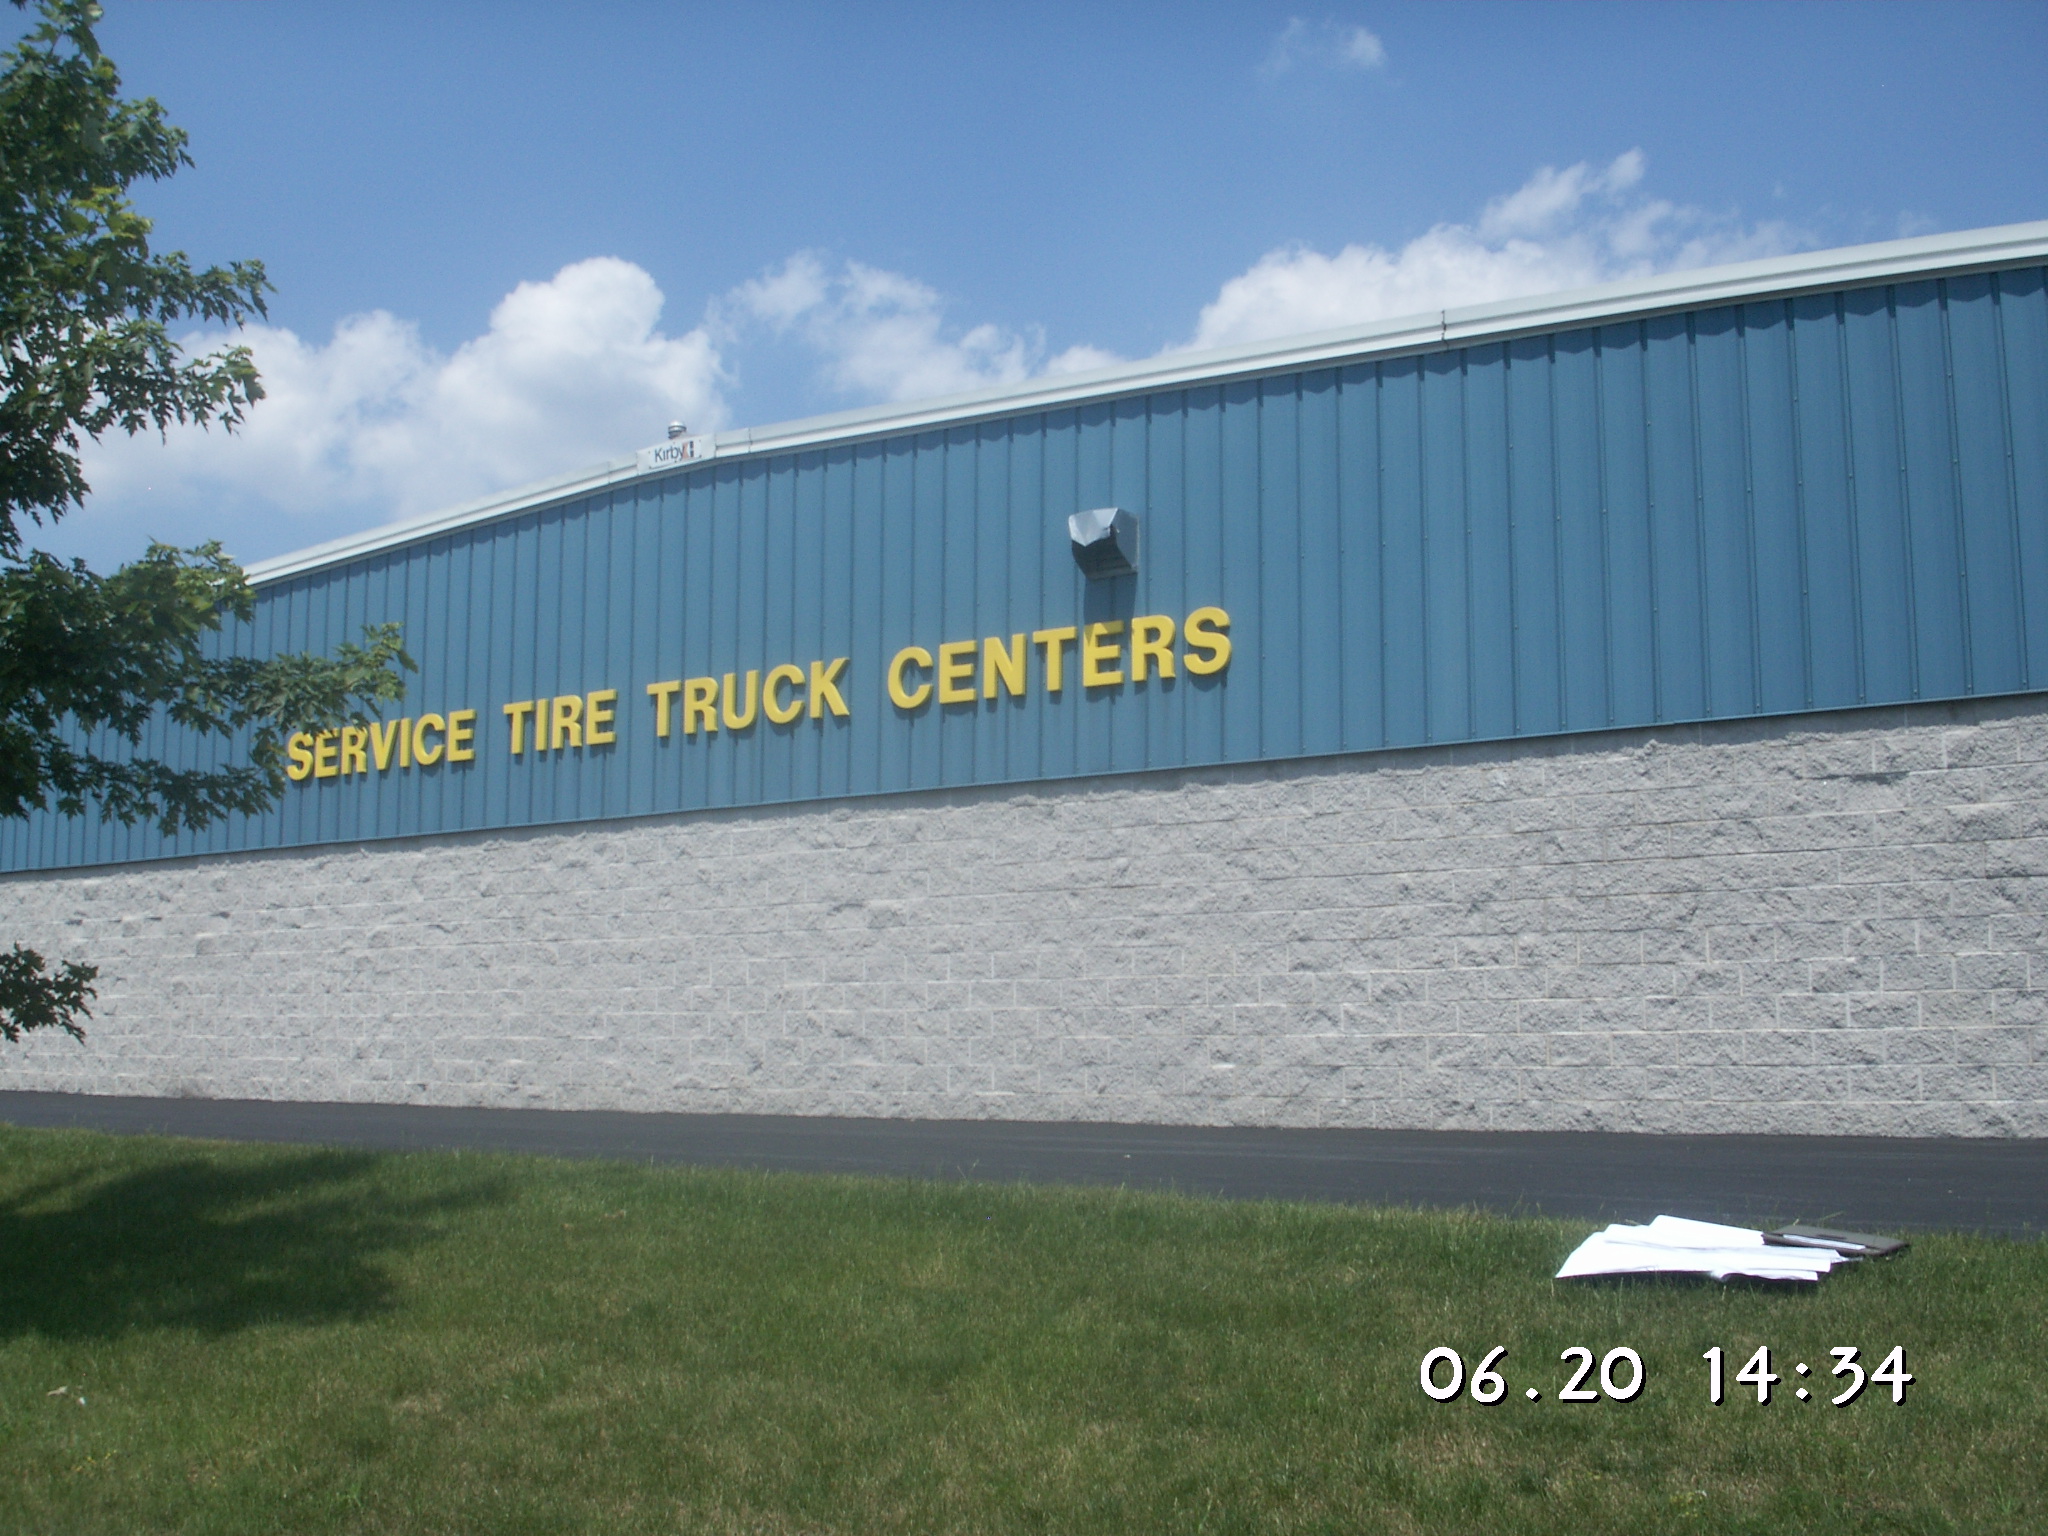 Kirby
SERVICE TIRE TRUCK CENTERS
06.20 14:34